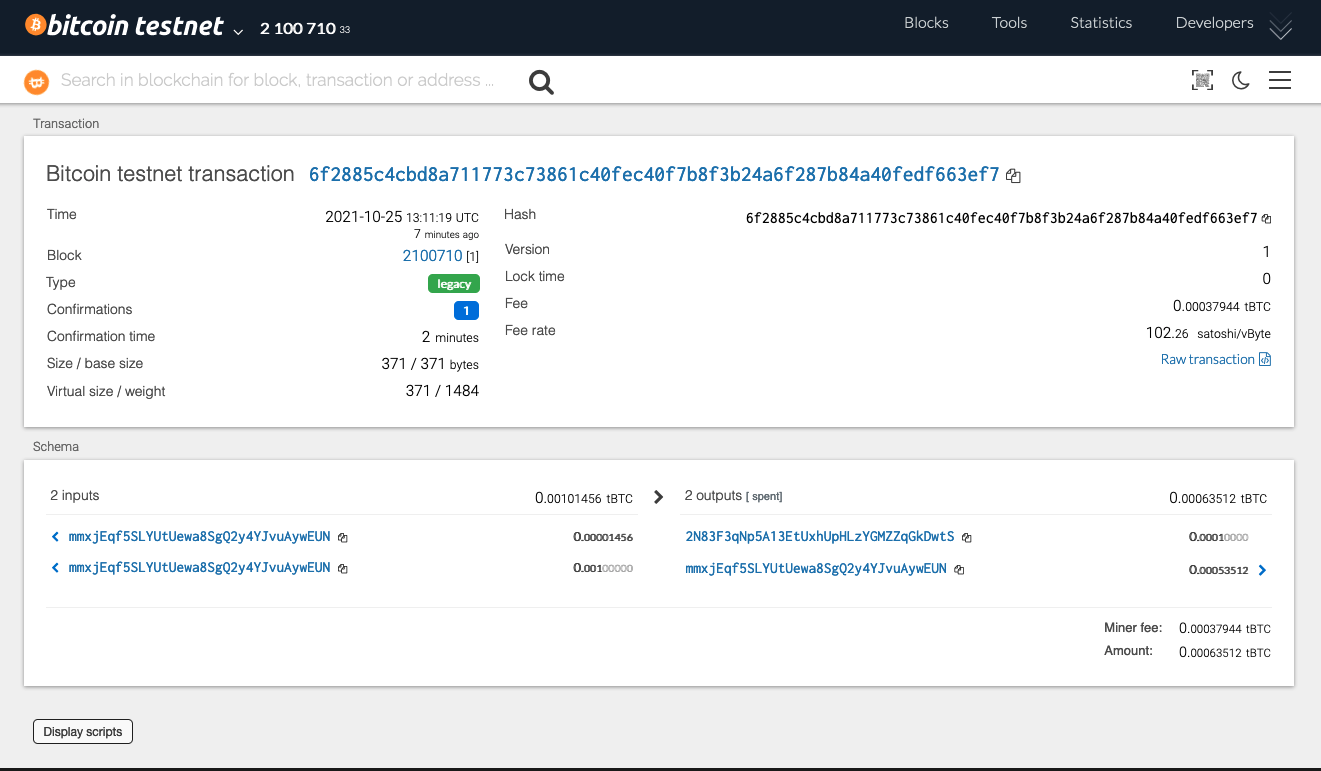 bitcoin testnet 2 100 710 33 Blocks Tools Statistics Developers
Search in blockchain for block, transaction or address ...
Transaction
Bitcoin testnet transaction 6f2885c4cbd8a711773c73861c40fec40f7b8f3b24a6f287b84a40fedf663ef7
Time 2021-10-25 13:11:19 UTC
7 minutes ago
Block 2100710 [1]
Type legacy
Confirmations 1
Confirmation time 2 minutes
Size / base size 371 / 371 bytes
Virtual size / weight 371 / 1484
Hash 6f2885c4cbd8a711773c73861c40fec40f7b8f3b24a6f287b84a40fedf663ef7
Version 1
Lock time 0
Fee 0.00037944 tBTC
Fee rate 102.26 satoshi/vByte
Raw transaction
Schema
2 inputs 0.00101456 tBTC
mmxjEqf5SLYUtUewa8SgQ2y4YJvuAywEUN 0.00001456
mmxjEqf5SLYUtUewa8SgQ2y4YJvuAywEUN 0.00100000
2 outputs [ spent] 0.00063512 tBTC
2N83F3qNp5A13EtUxhUpHLzYGMZZqGkDwtS 0.00010000
mmxjEqf5SLYUtUewa8SgQ2y4YJvuAywEUN 0.00053512
Miner fee: 0.00037944 tBTC
Amount: 0.00063512 tBTC
Display scripts